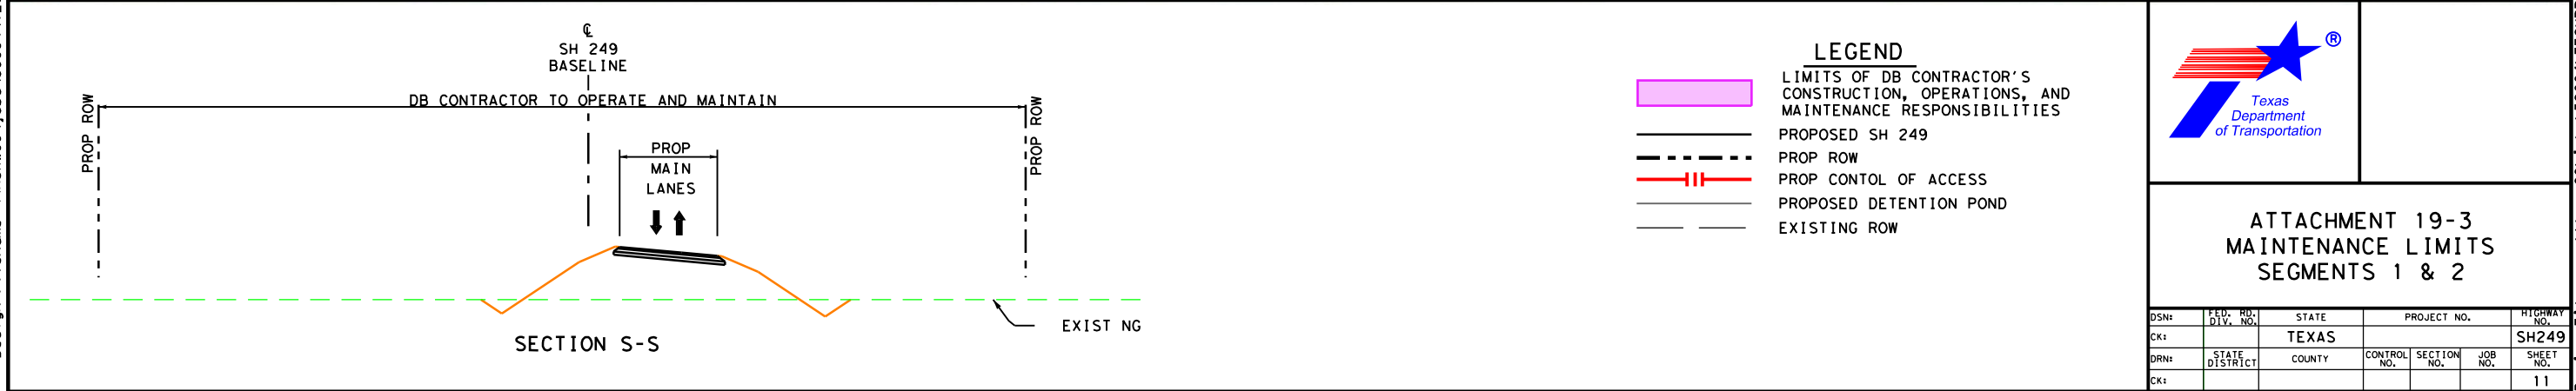 ℄
SH 249
BASELINE
DB CONTRACTOR TO OPERATE AND MAINTAIN
PROP ROW
PROP ROW
PROP
MAIN
LANES
EXIST NG
SECTION S-S
LEGEND
LIMITS OF DB CONTRACTOR'S
CONSTRUCTION, OPERATIONS, AND
MAINTENANCE RESPONSIBILITIES
PROPOSED SH 249
PROP ROW
PROP CONTOL OF ACCESS
PROPOSED DETENTION POND
EXISTING ROW
®
Texas
Department
of Transportation
ATTACHMENT 19-3
MAINTENANCE LIMITS
SEGMENTS 1 & 2
DSN: FED. RD. DIV. NO. STATE PROJECT NO. HIGHWAY NO.
CK: TEXAS SH249
DRN: STATE DISTRICT COUNTY CONTROL NO. SECTION NO. JOB NO. SHEET NO.
CK: 11